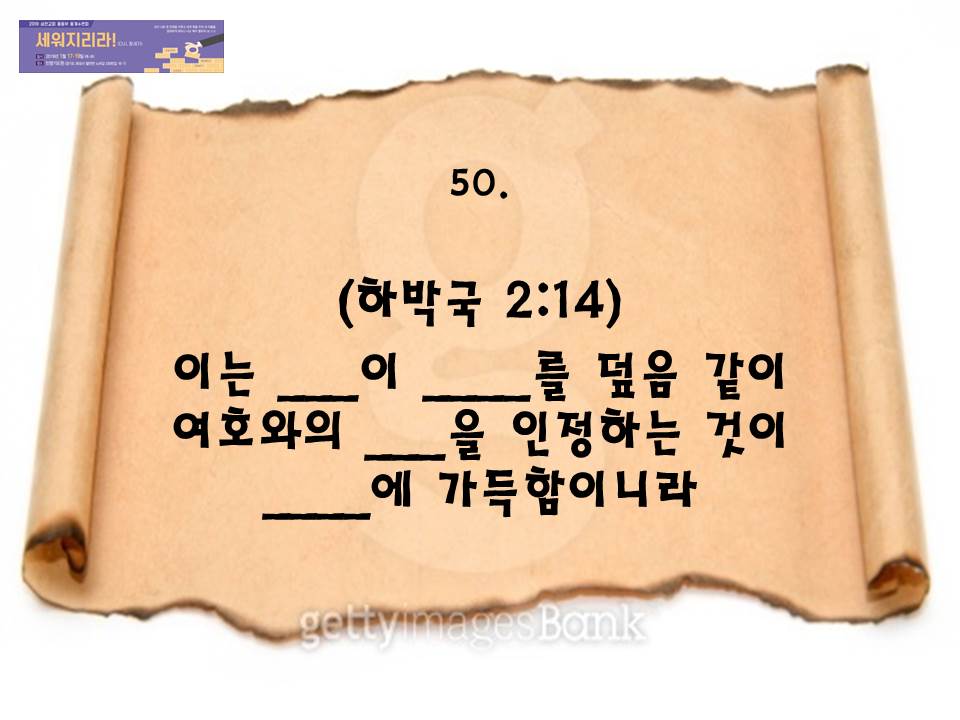 세워지리라!
50.
(하박국 2:14)
이는 ___이 ____를 덮음 같이
여호와의 ___을 인정하는 것이
____에 가득함이니라
gettyimagesBank